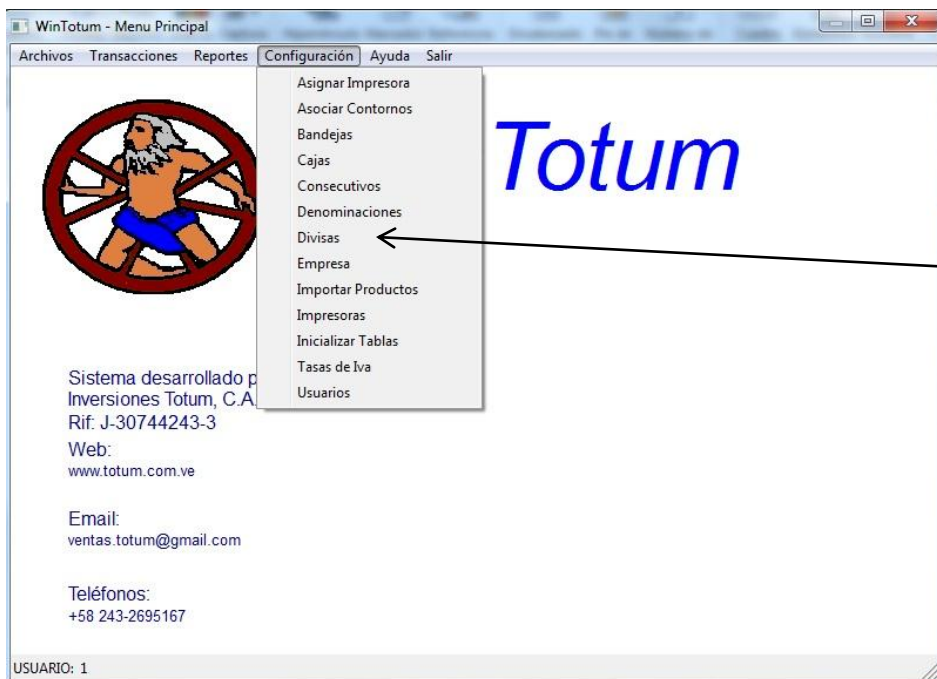 WinTotum - Menu Principal
Archivos Transacciones Reportes Configuración Ayuda Salir
Asignar Impresora
Asociar Contornos
Bandejas
Cajas
Consecutivos
Denominaciones
Divisas
Empresa
Importar Productos
Impresoras
Inicializar Tablas
Tasas de Iva
Usuarios
Totum
Sistema desarrollado p
Inversiones Totum, C.A.
Rif: J-30744243-3
Web:
www.totum.com.ve
Email:
ventas.totum@gmail.com
Teléfonos:
+58 243-2695167
USUARIO: 1